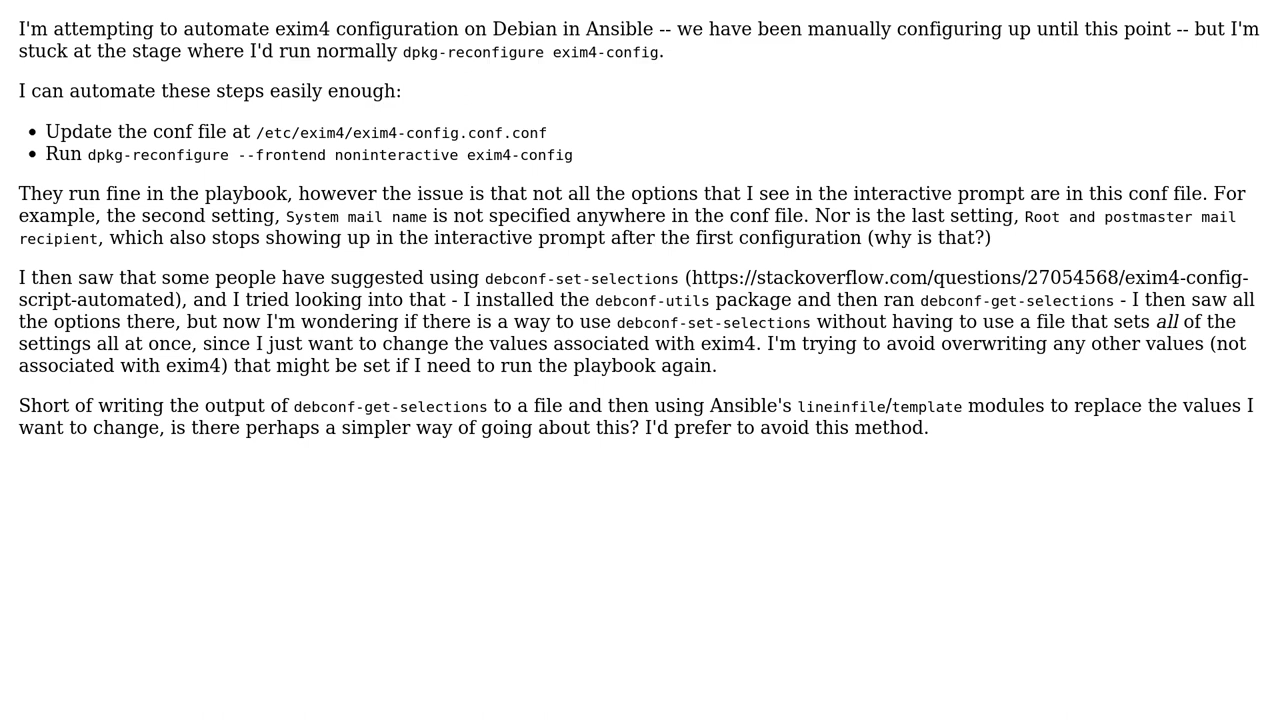 I'm attempting to automate exim4 configuration on Debian in Ansible -- we have been manually configuring up until this point -- but I'm
stuck at the stage where I'd run normally dpkg-reconfigure exim4-config.
I can automate these steps easily enough:
• Update the conf file at /etc/exim4/exim4-config.conf.conf
• Run dpkg-reconfigure --frontend noninteractive exim4-config
They run fine in the playbook, however the issue is that not all the options that I see in the interactive prompt are in this conf file. For
example, the second setting, System mail name is not specified anywhere in the conf file. Nor is the last setting, Root and postmaster mail
recipient, which also stops showing up in the interactive prompt after the first configuration (why is that?)
I then saw that some people have suggested using debconf-set-selections (https://stackoverflow.com/questions/27054568/exim4-config-
script-automated), and I tried looking into that - I installed the debconf-utils package and then ran debconf-get-selections - I then saw all
the options there, but now I'm wondering if there is a way to use debconf-set-selections without having to use a file that sets all of the
settings all at once, since I just want to change the values associated with exim4. I'm trying to avoid overwriting any other values (not
associated with exim4) that might be set if I need to run the playbook again.
Short of writing the output of debconf-get-selections to a file and then using Ansible's lineinfile/template modules to replace the values I
want to change, is there perhaps a simpler way of going about this? I'd prefer to avoid this method.